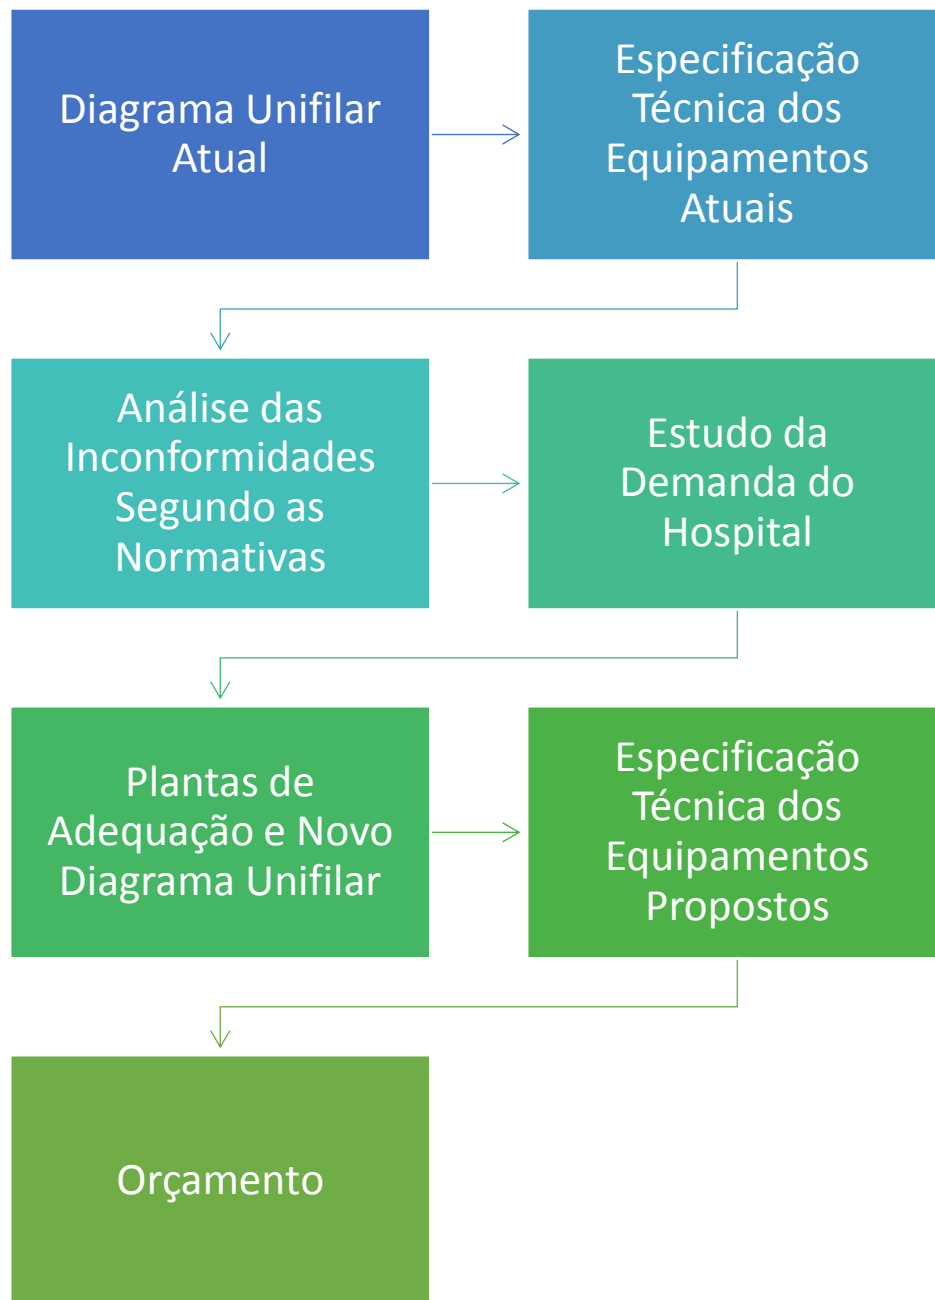 Diagrama Unifilar
Atual
Especificação
Técnica dos
Equipamentos
Atuais
Análise das
Inconformidades
Segundo as
Normativas
Estudo da
Demanda do
Hospital
Plantas de
Adequação e Novo
Diagrama Unifilar
Especificação
Técnica dos
Equipamentos
Propostos
Orçamento